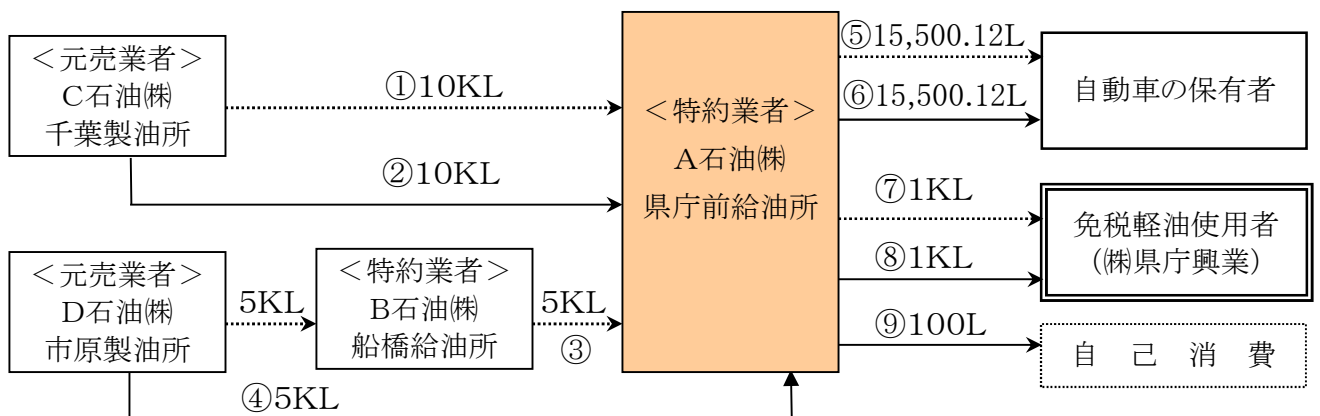 ＜元売業者＞
C石油㈱
千葉製油所
①10KL
②10KL
＜元売業者＞
D石油㈱
市原製油所
5KL
＜特約業者＞
B石油㈱
船橋給油所
5KL
③
④5KL
＜特約業者＞
A石油㈱
県庁前給油所
⑤15,500.12L
⑥15,500.12L
自動車の保有者
⑦1KL
⑧1KL
免税軽油使用者
（㈱県庁興業）
⑨100L
自　己　消　費